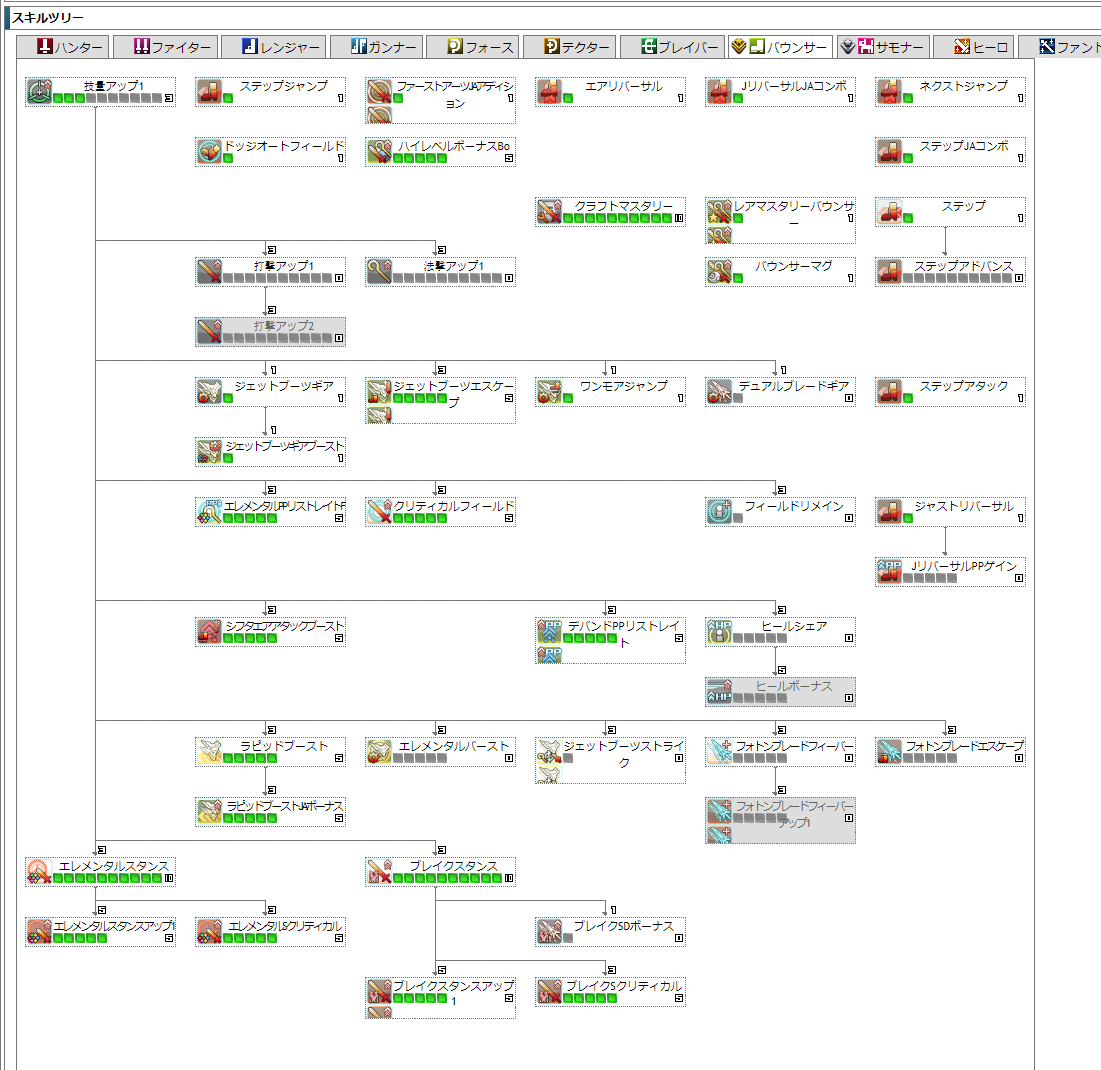 スキルツリー
ハンター ファイター レンジャー ガンナー フォース テクター ブレイバー バウンサー サモナー ヒーロ ファント
技量アップ1 3
ステップジャンプ 1
ファーストアーツJAアディション 1
エアリバーサル 1
JリバーサルJAコンボ 1
ネクストジャンプ 1
ドッジオートフィールド 1
ハイレベルボーナスBo 5
ステップJAコンボ 1
クラフトマスタリー 10
レアマスタリーバウンサー 1
ステップ 1
3 3
打撃アップ1 0
法撃アップ1 0
バウンサーマグ 1
ステップアドバンス 0
3
打撃アップ2 0
1 3 1 1
ジェットブーツギア 1
ジェットブーツエスケープ 5
ワンモアジャンプ 1
デュアルブレードギア 0
ステップアタック 1
1
ジェットブーツギアブースト 1
3 3 3
エレメンタルPPリストレイトF 5
クリティカルフィールド 5
フィールドリメイン 0
ジャストリバーサル 1
JリバーサルPPゲイン 0
3 3 3
シフタエアアタックブースト 5
デバンドPPリストレイト 5
ヒールシェア 0
5
ヒールボーナス 0
3 3 3 3 3
ラピッドブースト 5
エレメンタルバースト 0
ジェットブーツストライク 0
フォトンブレードフィーバー 0
フォトンブレードエスケープ 0
3 3
ラピッドブーストJAボーナス 5
フォトンブレードフィーバーアップ1 0
3 3
エレメンタルスタンス 10
ブレイクスタンス 10
5 3 1
エレメンタルスタンスアップ1 5
エレメンタルSクリティカル 5
ブレイクSDボーナス 0
5 3
ブレイクスタンスアップ1 5
ブレイクSクリティカル 5